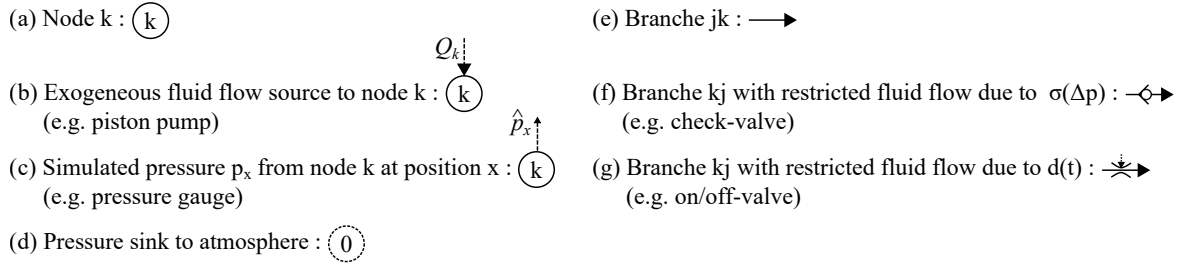 (a) Node k : k
Q_k
(b) Exogeneous fluid flow source to node k : k
(e.g. piston pump)
p̂_x
(c) Simulated pressure p_x from node k at position x : k
(e.g. pressure gauge)
(d) Pressure sink to atmosphere : 0
(e) Branche jk :
(f) Branche kj with restricted fluid flow due to σ(Δp) :
(e.g. check-valve)
(g) Branche kj with restricted fluid flow due to d(t) :
(e.g. on/off-valve)